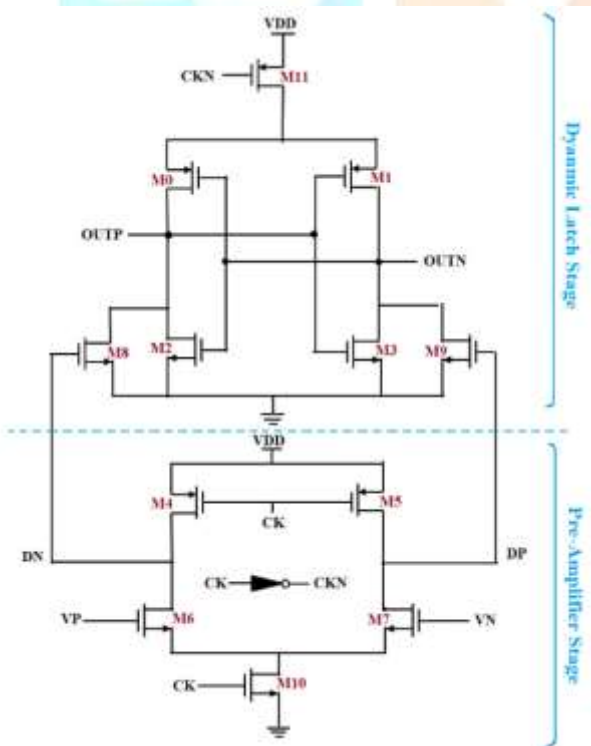 VDD
CKN
M11
M0
M1
OUTP
OUTN
M8
M2
M3
M9
Dyanmic Latch Stage
VDD
M4
M5
CK
DN
DP
CK
CKN
VP
M6
M7
VN
CK
M10
Pre-Amplifier Stage